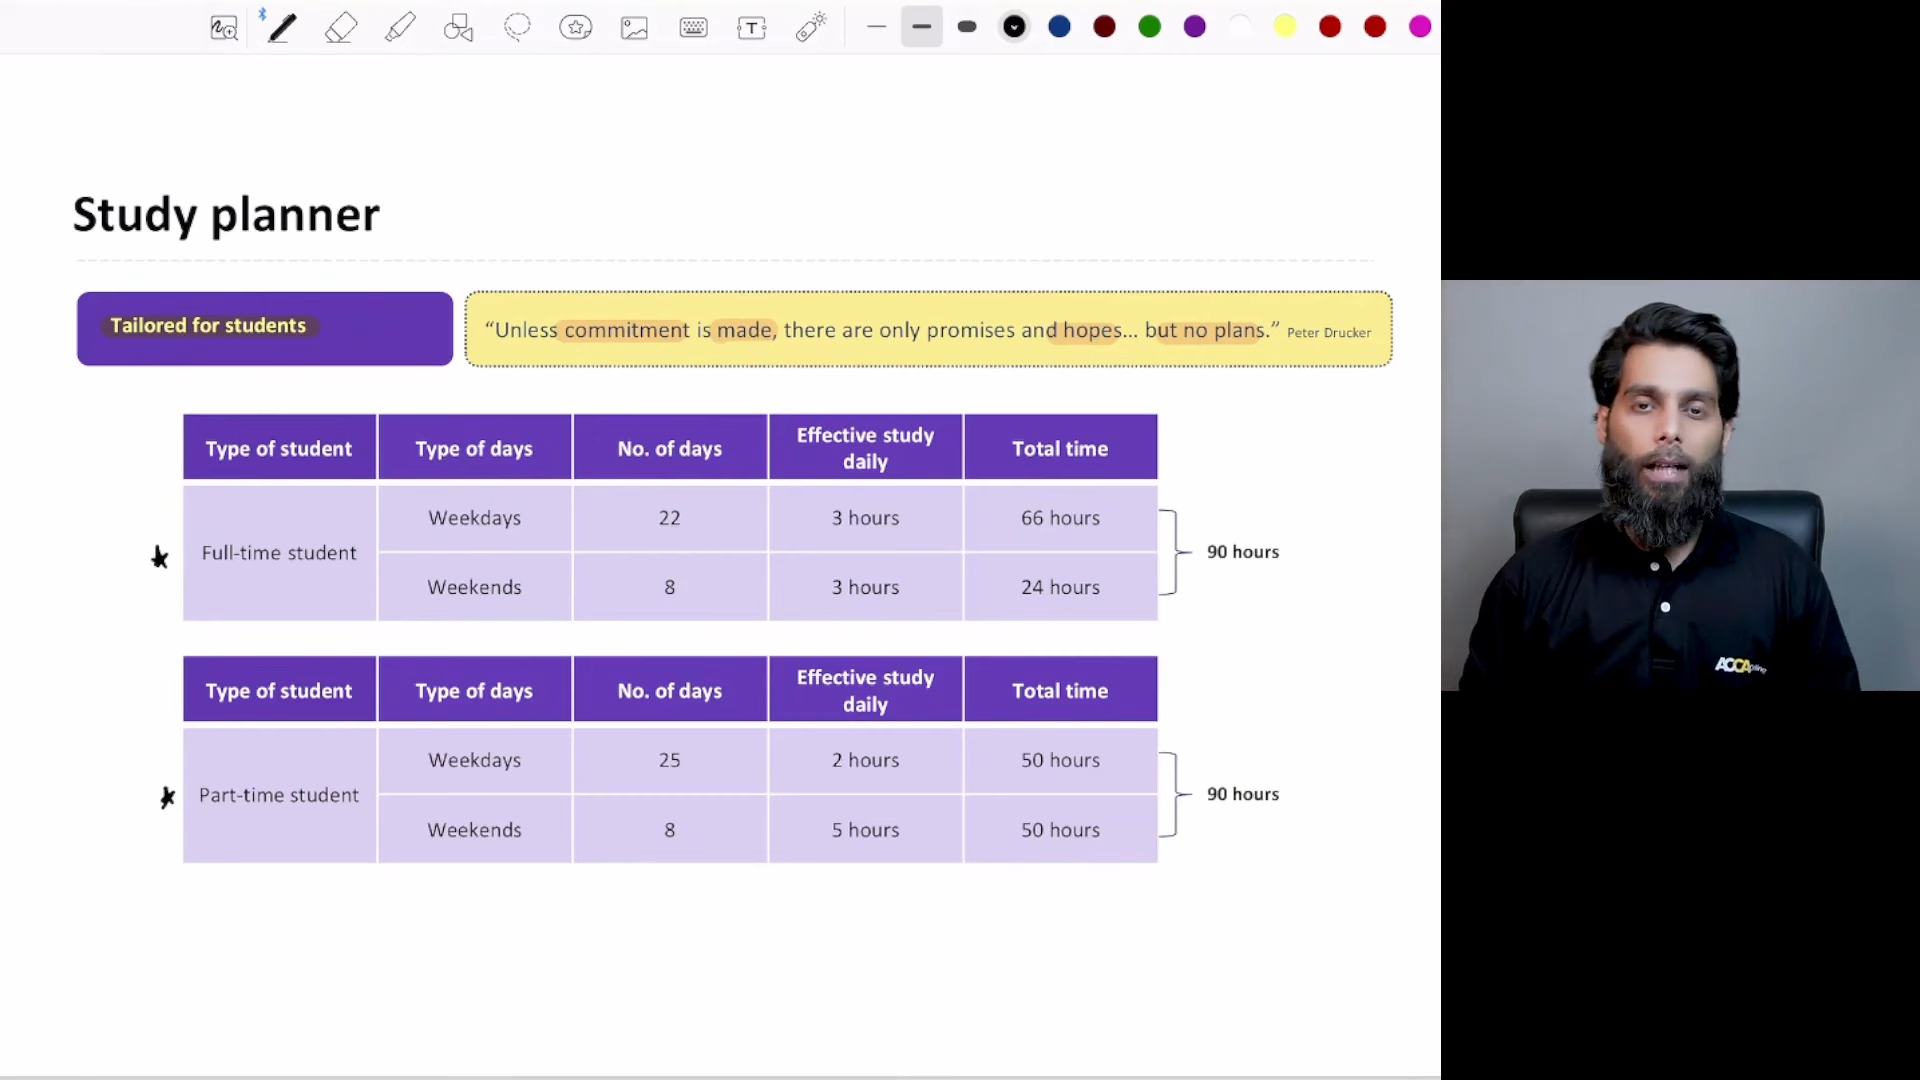 Study planner
Tailored for students
“Unless commitment is made, there are only promises and hopes... but no plans.” Peter Drucker
Type of student Type of days No. of days Effective study daily Total time
Full-time student
Weekdays 22 3 hours 66 hours
Weekends 8 3 hours 24 hours
90 hours
Type of student Type of days No. of days Effective study daily Total time
Part-time student
Weekdays 25 2 hours 50 hours
Weekends 8 5 hours 50 hours
90 hours
T
ACCA